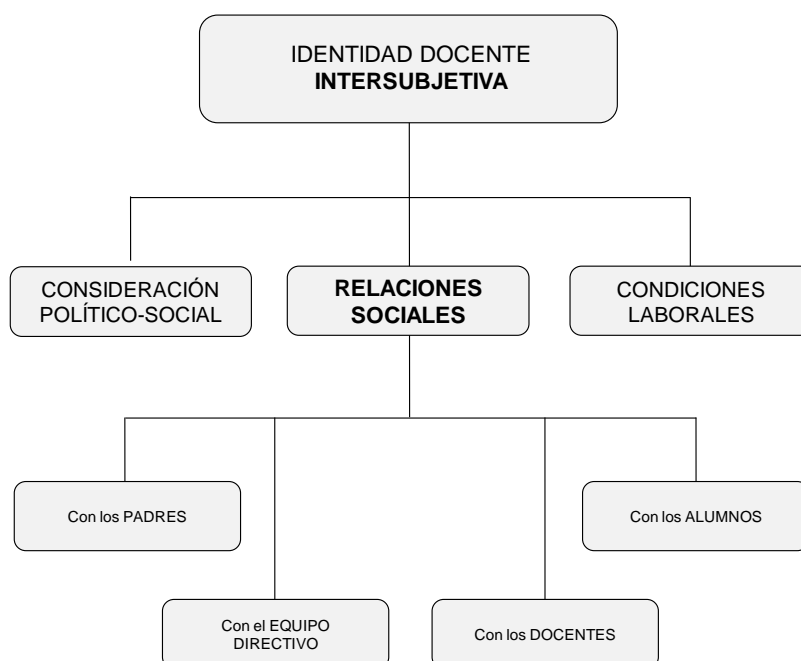 IDENTIDAD DOCENTE
INTERSUBJETIVA
CONSIDERACIÓN
POLÍTICO-SOCIAL
RELACIONES
SOCIALES
CONDICIONES
LABORALES
Con los PADRES
Con los ALUMNOS
Con el EQUIPO
DIRECTIVO
Con los DOCENTES